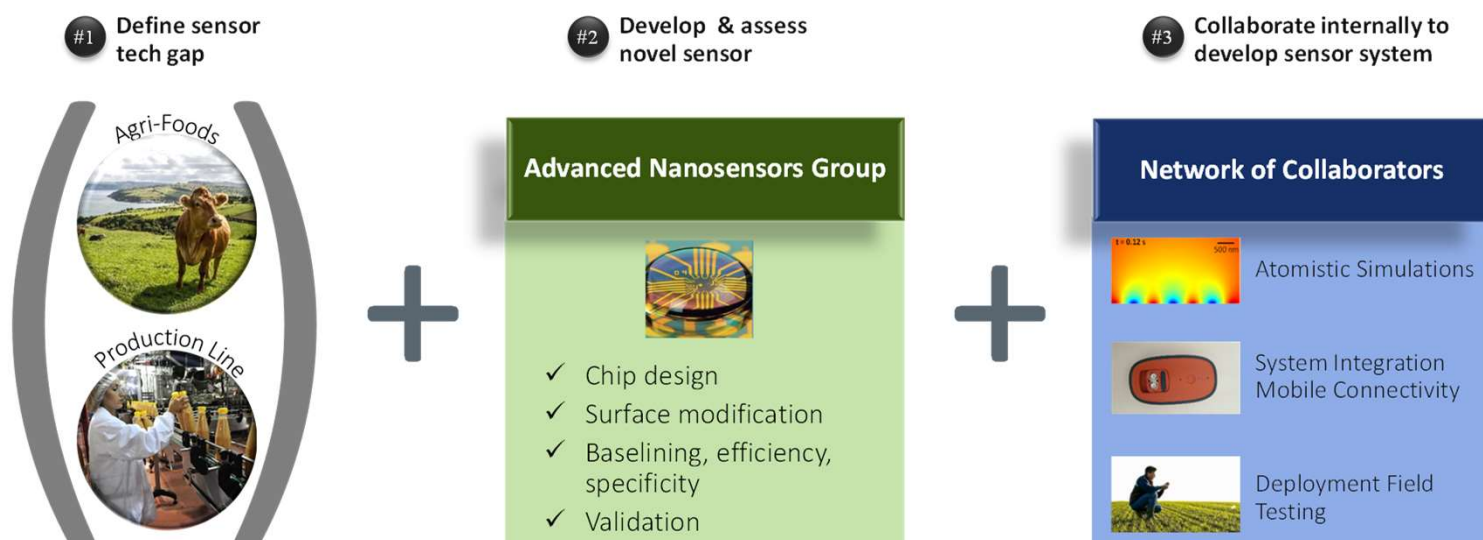 #1 Define sensor
tech gap
Agri-Foods
Production Line
#2 Develop & assess
novel sensor
Advanced Nanosensors Group
✓ Chip design
✓ Surface modification
✓ Baselining, efficiency,
specificity
✓ Validation
#3 Collaborate internally to
develop sensor system
Network of Collaborators
t = 0.12 s
500 nm
Atomistic Simulations
System Integration
Mobile Connectivity
Deployment Field
Testing